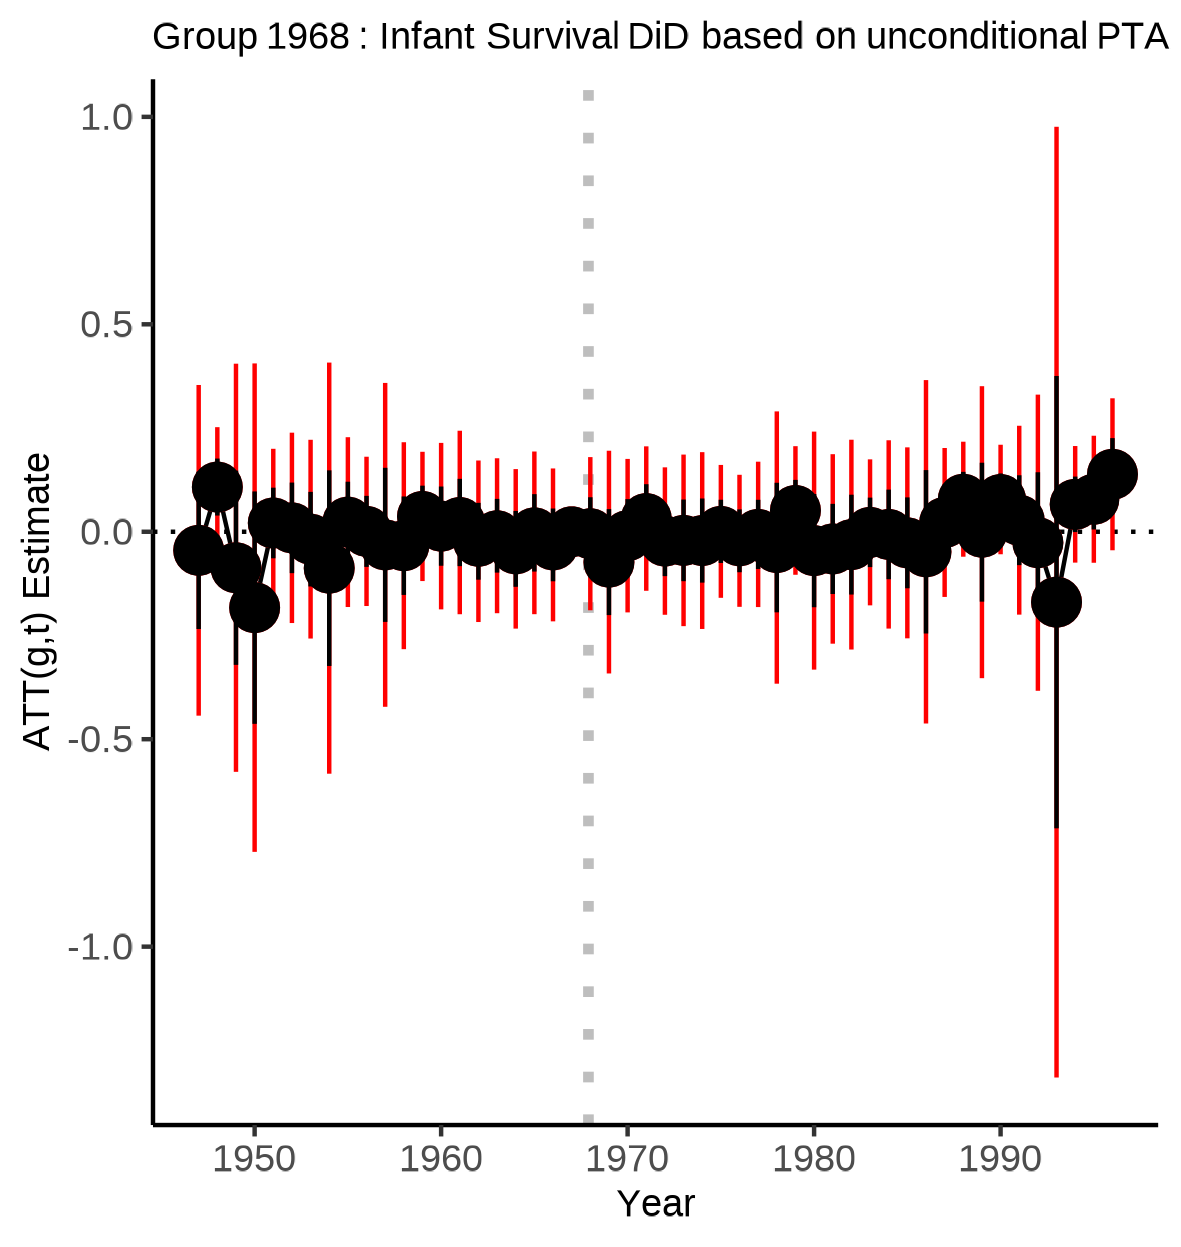 Group 1968 : Infant Survival DiD based on unconditional PTA
1.0
0.5
0.0
-0.5
-1.0
ATT(g,t) Estimate
1950 1960 1970 1980 1990
Year